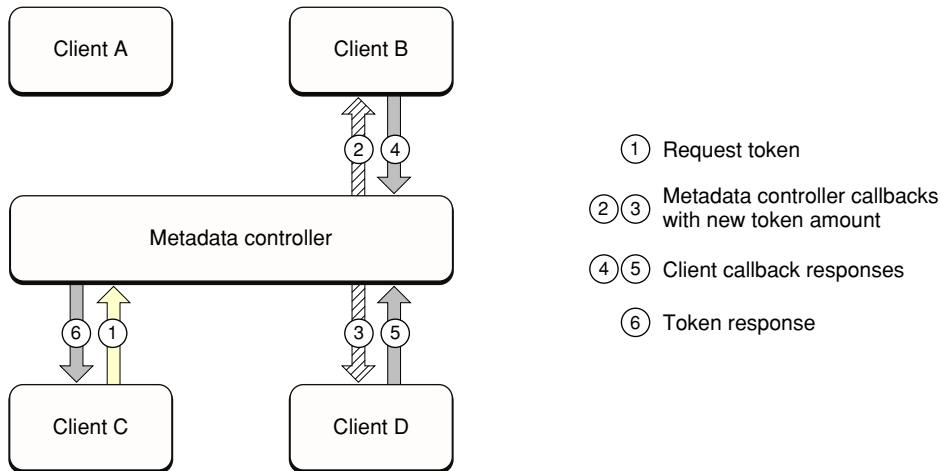 Client A
Client B
2 4
1 Request token
2 3 Metadata controller callbacks
with new token amount
Metadata controller
4 5 Client callback responses
6 1
3 5
6 Token response
Client C
Client D